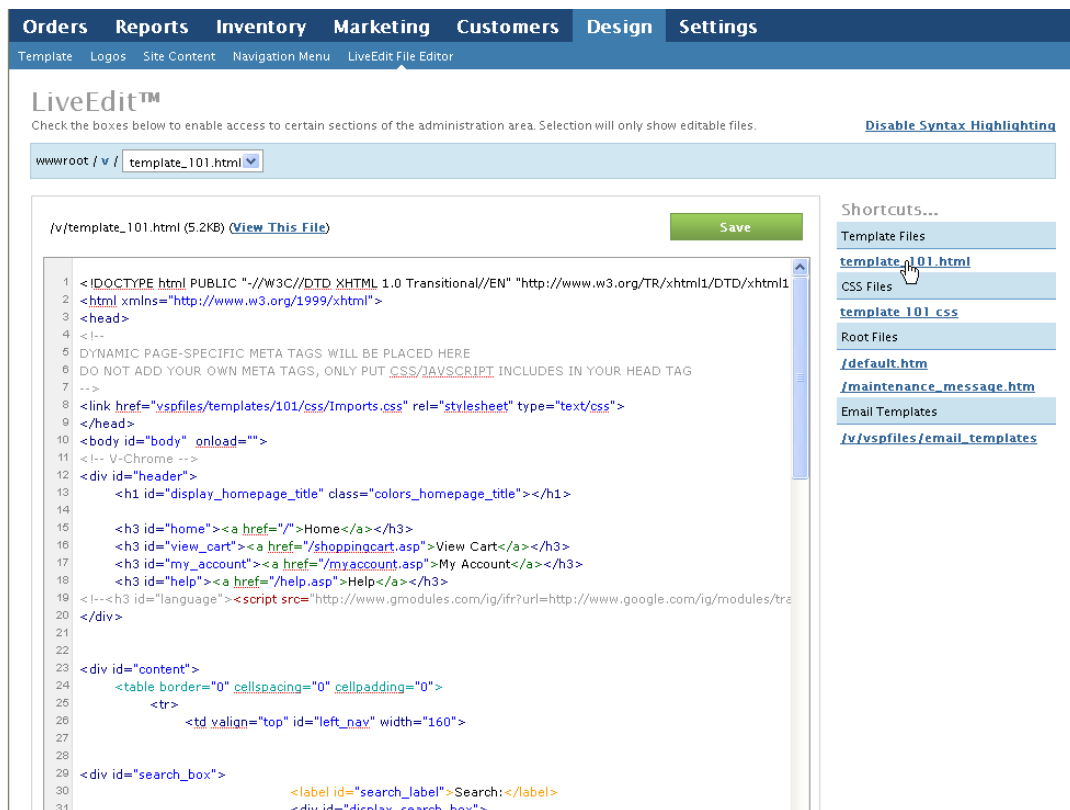 Orders Reports Inventory Marketing Customers Design Settings
Template Logos Site Content Navigation Menu LiveEdit File Editor
LiveEdit™
Check the boxes below to enable access to certain sections of the administration area. Selection will only show editable files.
Disable Syntax Highlighting
wwwroot / v / template_101.html
/v/template_101.html (5.2KB) (View This File)
Save
1 <!DOCTYPE html PUBLIC "-//W3C//DTD XHTML 1.0 Transitional//EN" "http://www.w3.org/TR/xhtml1/DTD/xhtml1
2 <html xmlns="http://www.w3.org/1999/xhtml">
3 <head>
4 <!--
5 DYNAMIC PAGE-SPECIFIC META TAGS WILL BE PLACED HERE
6 DO NOT ADD YOUR OWN META TAGS, ONLY PUT CSS/JAVSCRIPT INCLUDES IN YOUR HEAD TAG
7 -->
8 <link href="vspfiles/templates/101/css/Imports.css" rel="stylesheet" type="text/css">
9 </head>
10 <body id="body" onload="">
11 <!-- V-Chrome -->
12 <div id="header">
13 <h1 id="display_homepage_title" class="colors_homepage_title"></h1>
14
15 <h3 id="home"><a href="/">Home</a></h3>
16 <h3 id="view_cart"><a href="/shoppingcart.asp">View Cart</a></h3>
17 <h3 id="my_account"><a href="/myaccount.asp">My Account</a></h3>
18 <h3 id="help"><a href="/help.asp">Help</a></h3>
19 <!--<h3 id="language"><script src="http://www.gmodules.com/ig/ifr?url=http://www.google.com/ig/modules/tra
20 </div>
21
22
23 <div id="content">
24 <table border="0" cellspacing="0" cellpadding="0">
25 <tr>
26 <td valign="top" id="left_nav" width="160">
27
28
29 <div id="search_box">
30 <label id="search_label">Search:</label>
31 <div id="display_search_box">
Shortcuts...
Template Files
template_101.html
CSS Files
template 101 css
Root Files
/default.htm
/maintenance_message.htm
Email Templates
/v/vspfiles/email_templates